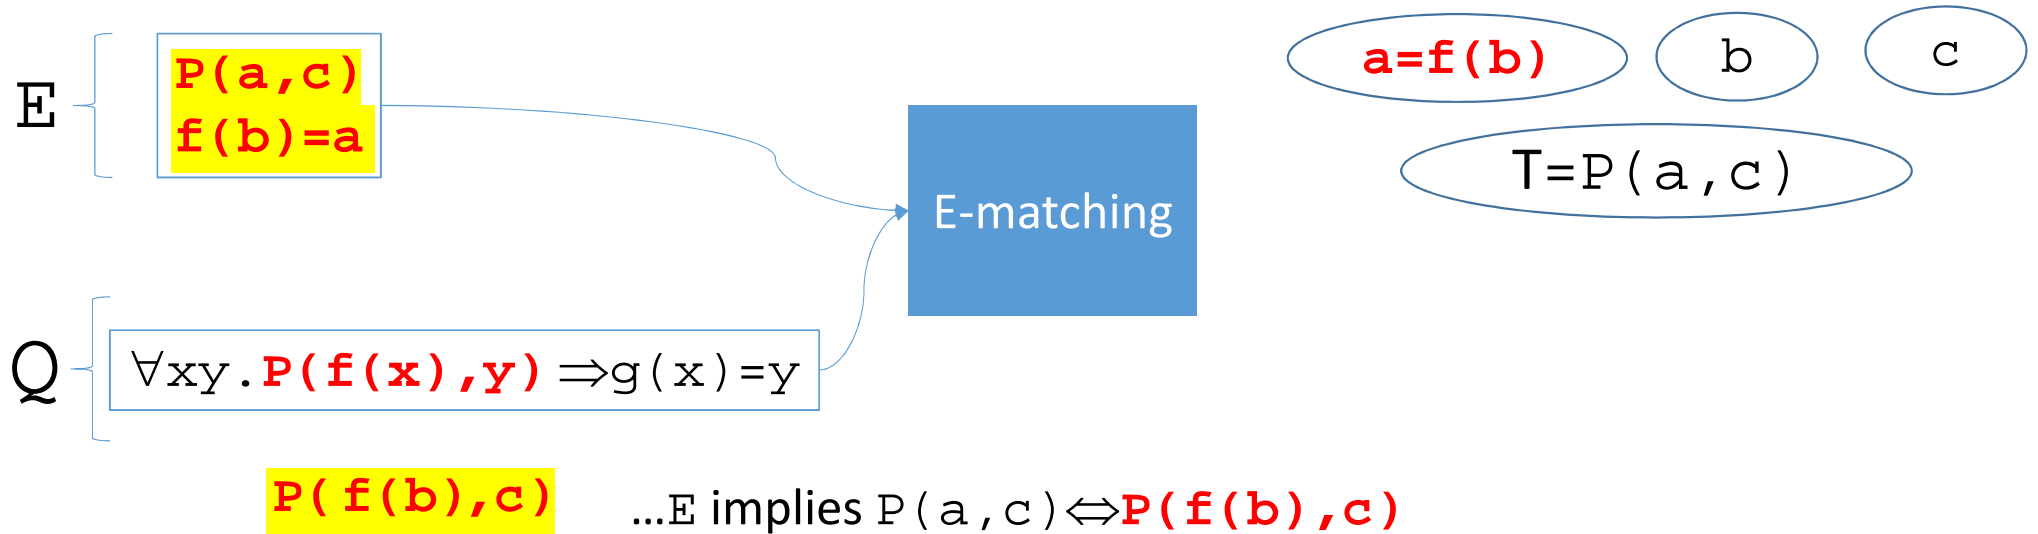 E
P(a,c)
f(b)=a
a=f(b)
b
c
T=P(a,c)
E-matching
Q
∀xy.P(f(x),y)⇒g(x)=y
P(f(b),c)
…E implies P(a,c)⇔P(f(b),c)